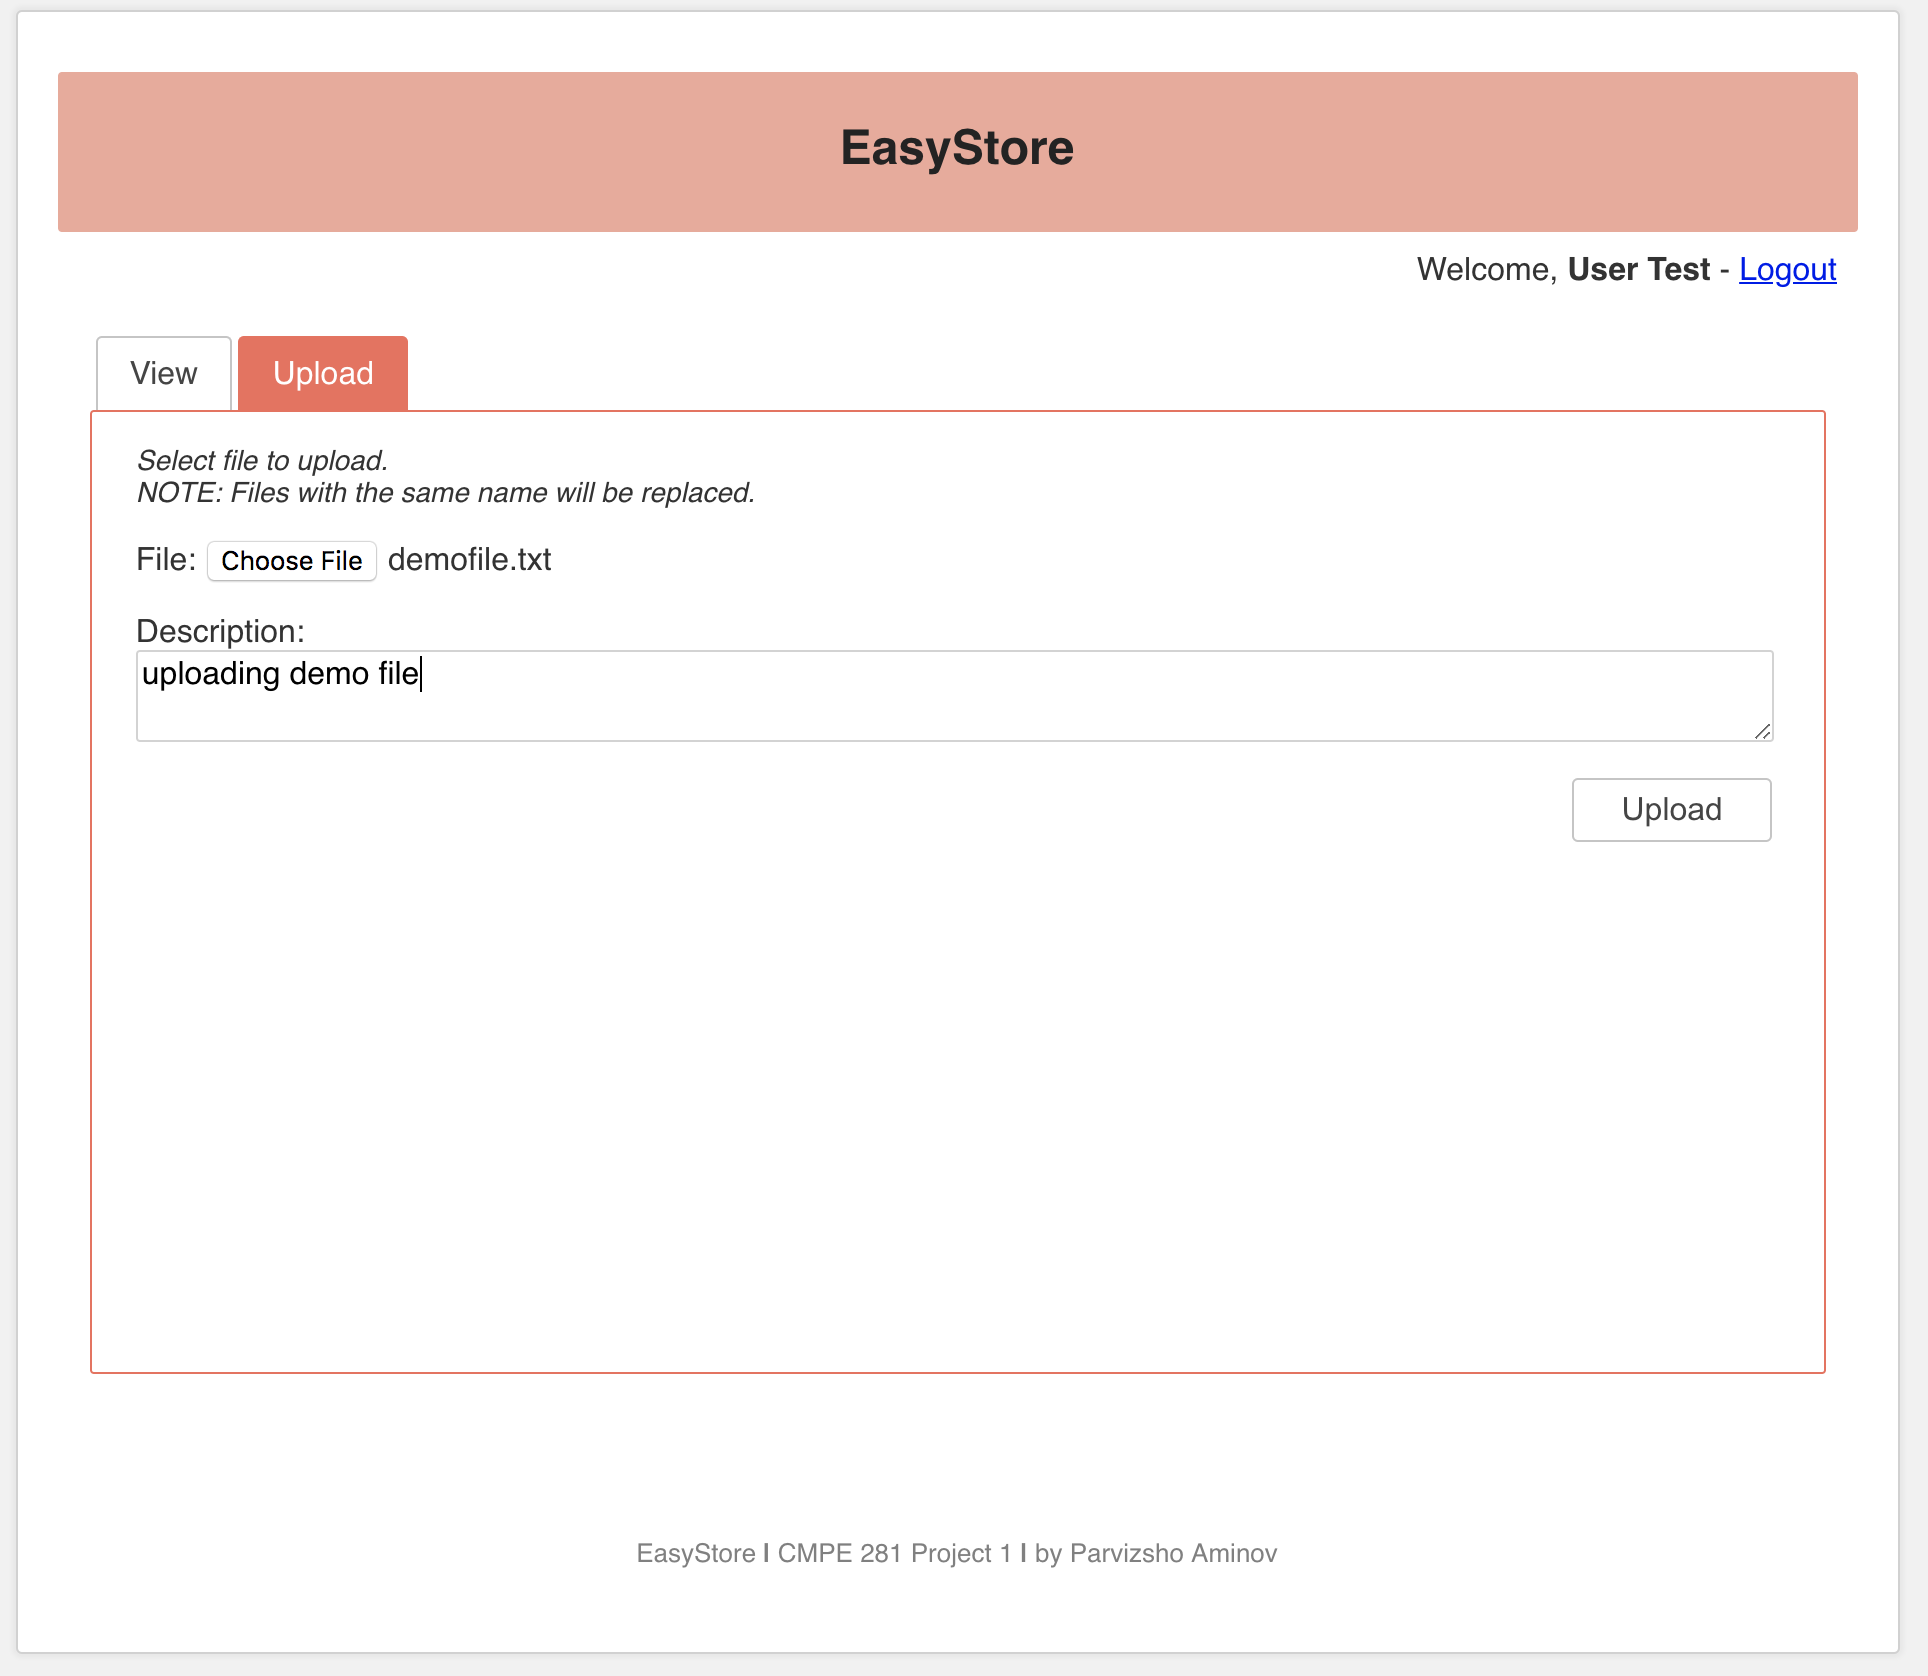 EasyStore
Welcome, User Test - Logout
View Upload
Select file to upload.
NOTE: Files with the same name will be replaced.
File: Choose File demofile.txt
Description:
uploading demo file
Upload
EasyStore | CMPE 281 Project 1 | by Parvizsho Aminov